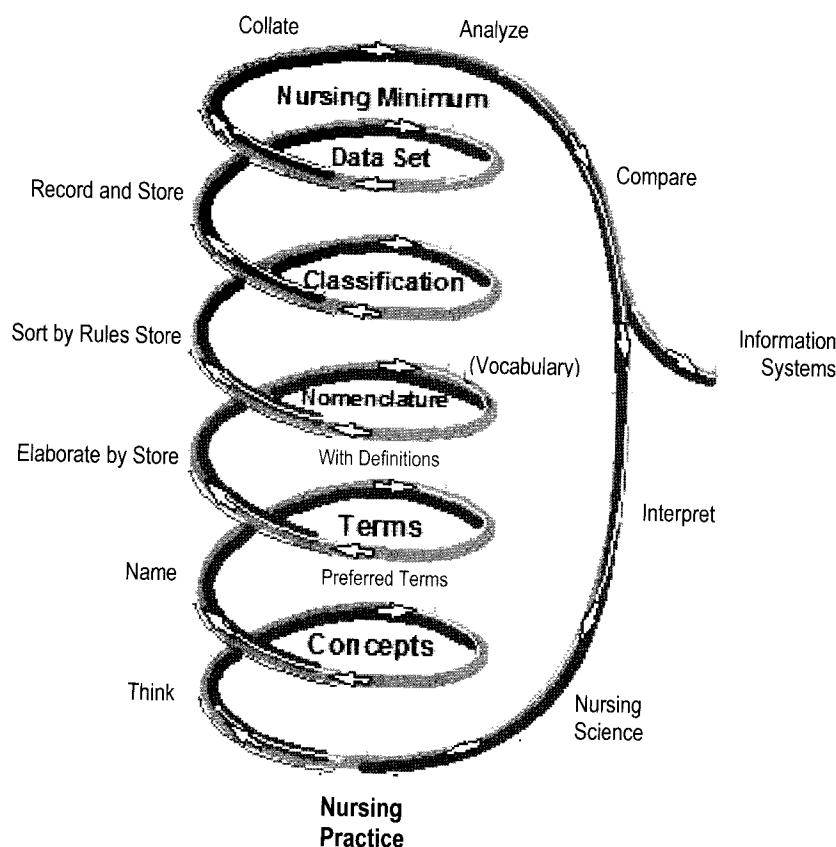 Collate
Analyze
Nursing Minimum
Data Set
Compare
Record and Store
Classification
Sort by Rules Store
Information
Systems
(Vocabulary)
Nomenclature
With Definitions
Elaborate by Store
Terms
Interpret
Preferred Terms
Name
Concepts
Think
Nursing
Science
Nursing
Practice